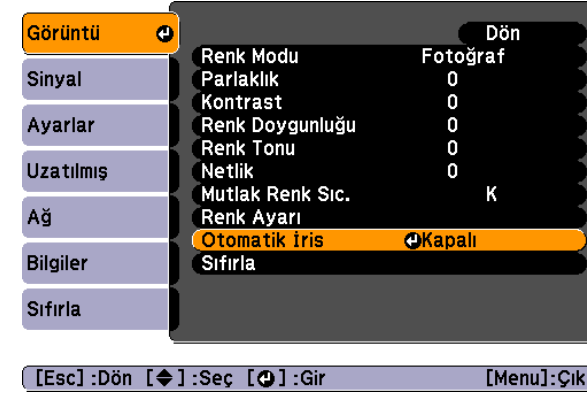 Görüntü
Sinyal
Ayarlar
Uzatılmış
Ağ
Bilgiler
Sıfırla
Dön
Renk Modu Fotoğraf
Parlaklık 0
Kontrast 0
Renk Doygunluğu 0
Renk Tonu 0
Netlik 0
Mutlak Renk Sıc. K
Renk Ayarı
Otomatik İris Kapalı
Sıfırla
[Esc] :Dön [ ] :Seç [ ] :Gir [Menu]:Çık